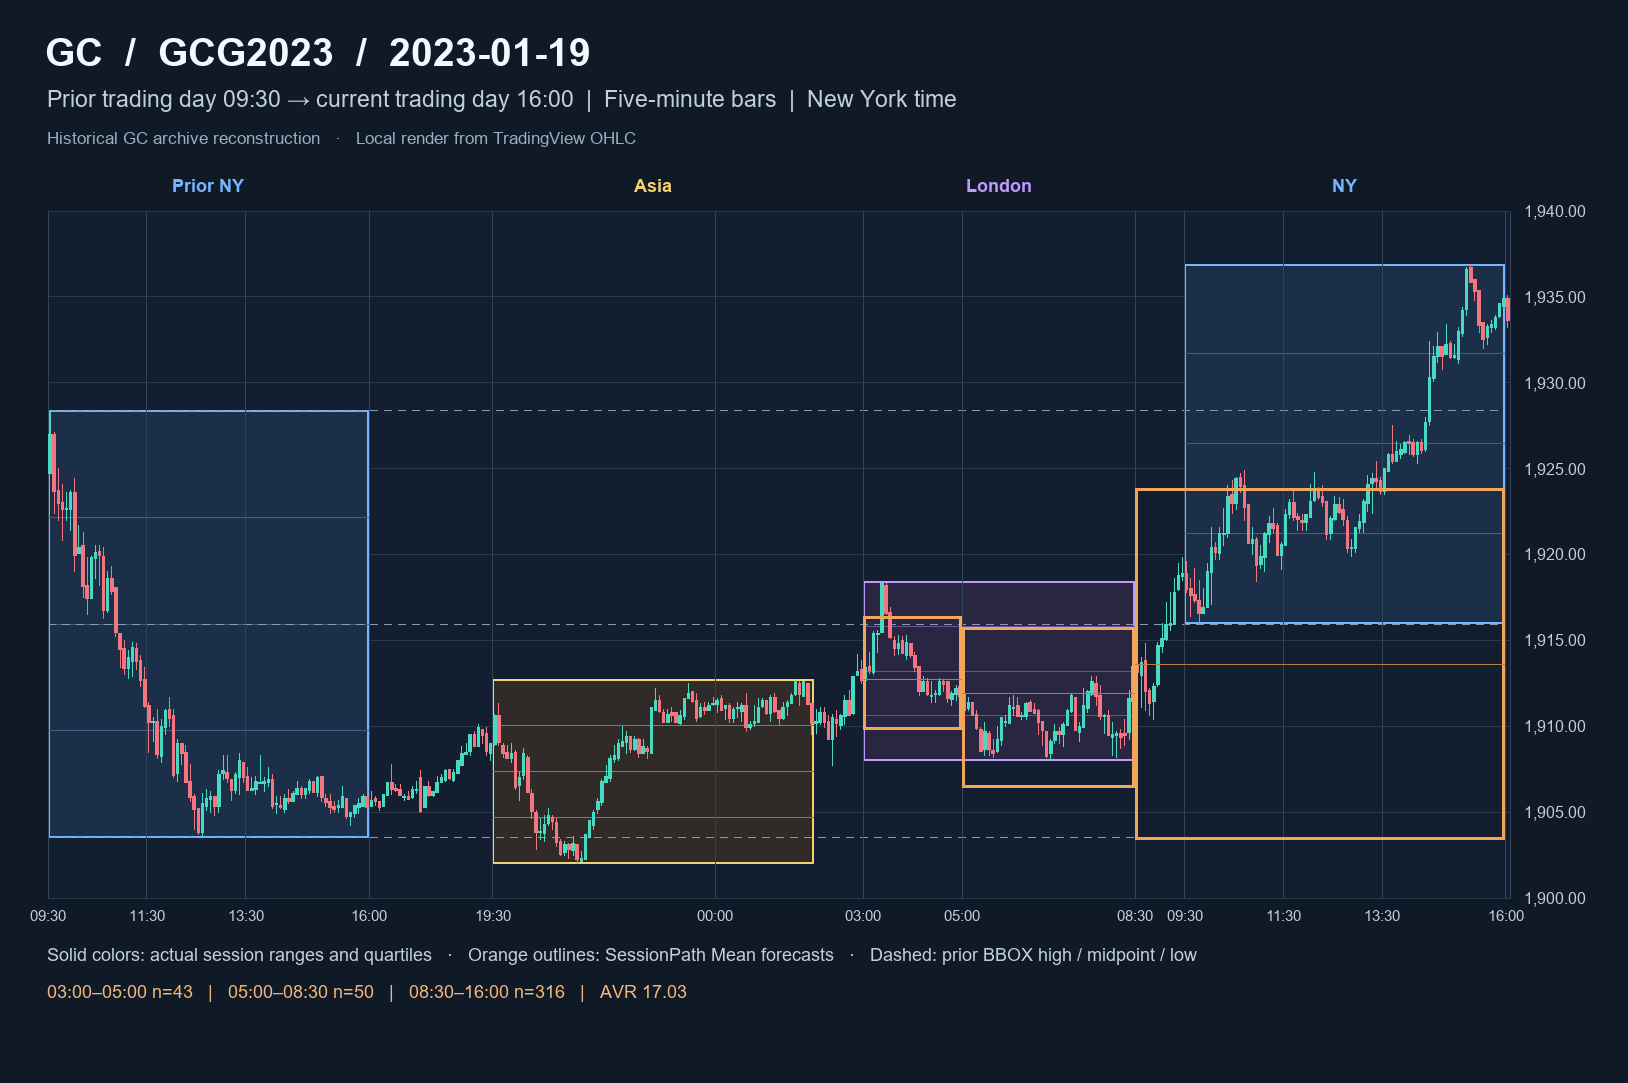 GC / GCG2023 / 2023-01-19
Prior trading day 09:30 → current trading day 16:00 | Five-minute bars | New York time
Historical GC archive reconstruction · Local render from TradingView OHLC
Prior NY Asia London NY
1,940.00
1,935.00
1,930.00
1,925.00
1,920.00
1,915.00
1,910.00
1,905.00
1,900.00
09:30 11:30 13:30 16:00 19:30 00:00 03:00 05:00 08:30 09:30 11:30 13:30 16:00
Solid colors: actual session ranges and quartiles · Orange outlines: SessionPath Mean forecasts · Dashed: prior BBOX high / midpoint / low
03:00–05:00 n=43 | 05:00–08:30 n=50 | 08:30–16:00 n=316 | AVR 17.03